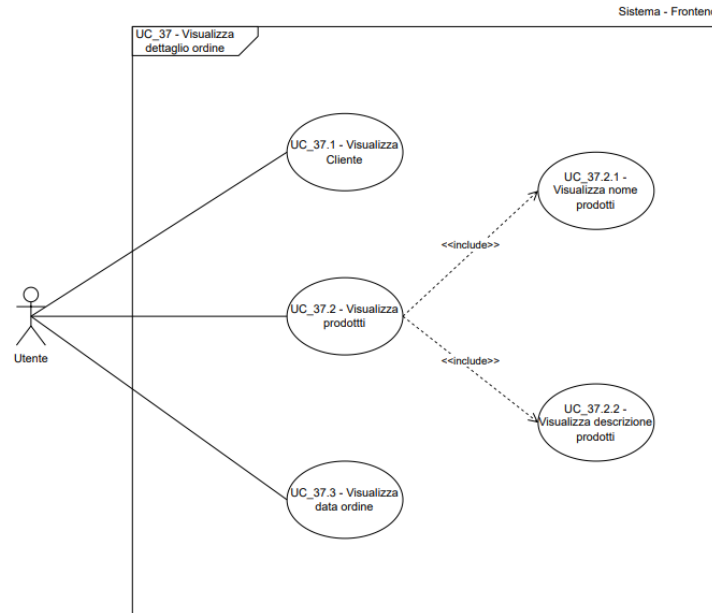 Sistema - Frontend
UC_37 - Visualizza
dettaglio ordine
UC_37.1 - Visualizza
Cliente
UC_37.2.1 -
Visualizza nome
prodotti
<<include>>
UC_37.2 - Visualizza
prodottti
Utente
<<include>>
UC_37.2.2 -
Visualizza descrizione
prodotti
UC_37.3 - Visualizza
data ordine